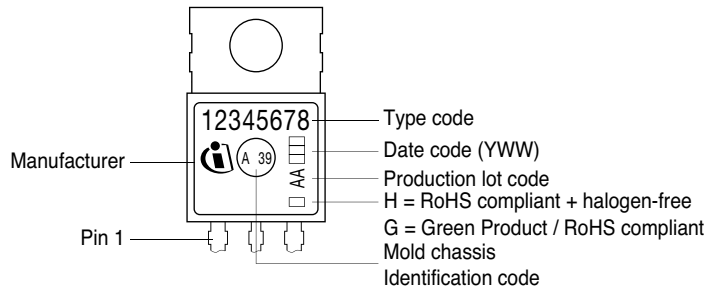 12345678
Type code
Date code (YWW)
Manufacturer
A 39
AA
Production lot code
H = RoHS compliant + halogen-free
G = Green Product / RoHS compliant
Pin 1
Mold chassis
Identification code